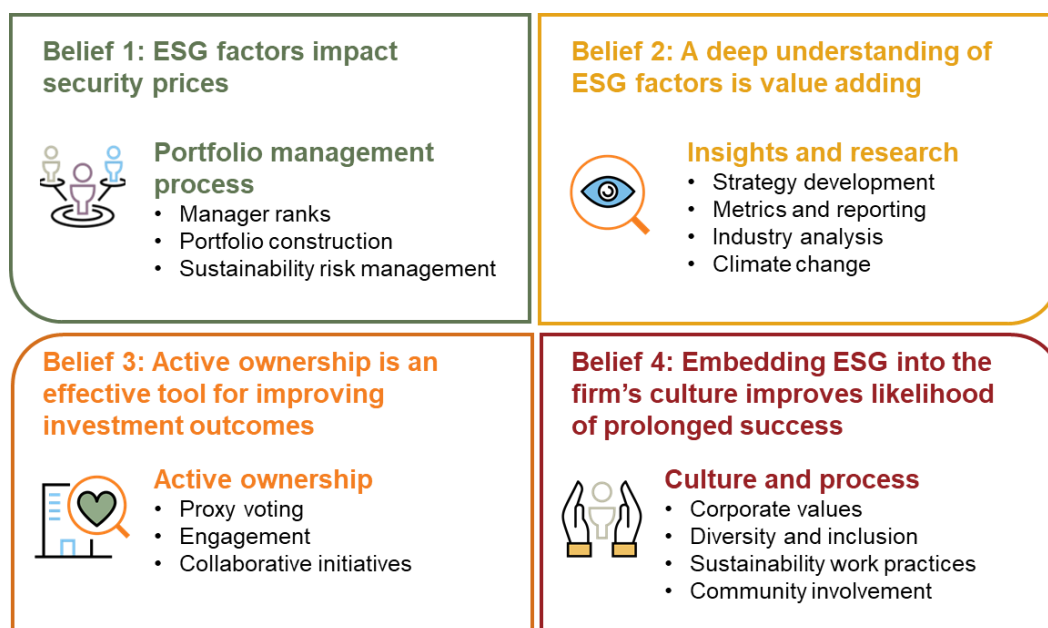 Belief 1: ESG factors impact
security prices
Portfolio management
process
• Manager ranks
• Portfolio construction
• Sustainability risk management
Belief 2: A deep understanding of
ESG factors is value adding
Insights and research
• Strategy development
• Metrics and reporting
• Industry analysis
• Climate change
Belief 3: Active ownership is an
effective tool for improving
investment outcomes
Active ownership
• Proxy voting
• Engagement
• Collaborative initiatives
Belief 4: Embedding ESG into the
firm’s culture improves likelihood
of prolonged success
Culture and process
• Corporate values
• Diversity and inclusion
• Sustainability work practices
• Community involvement